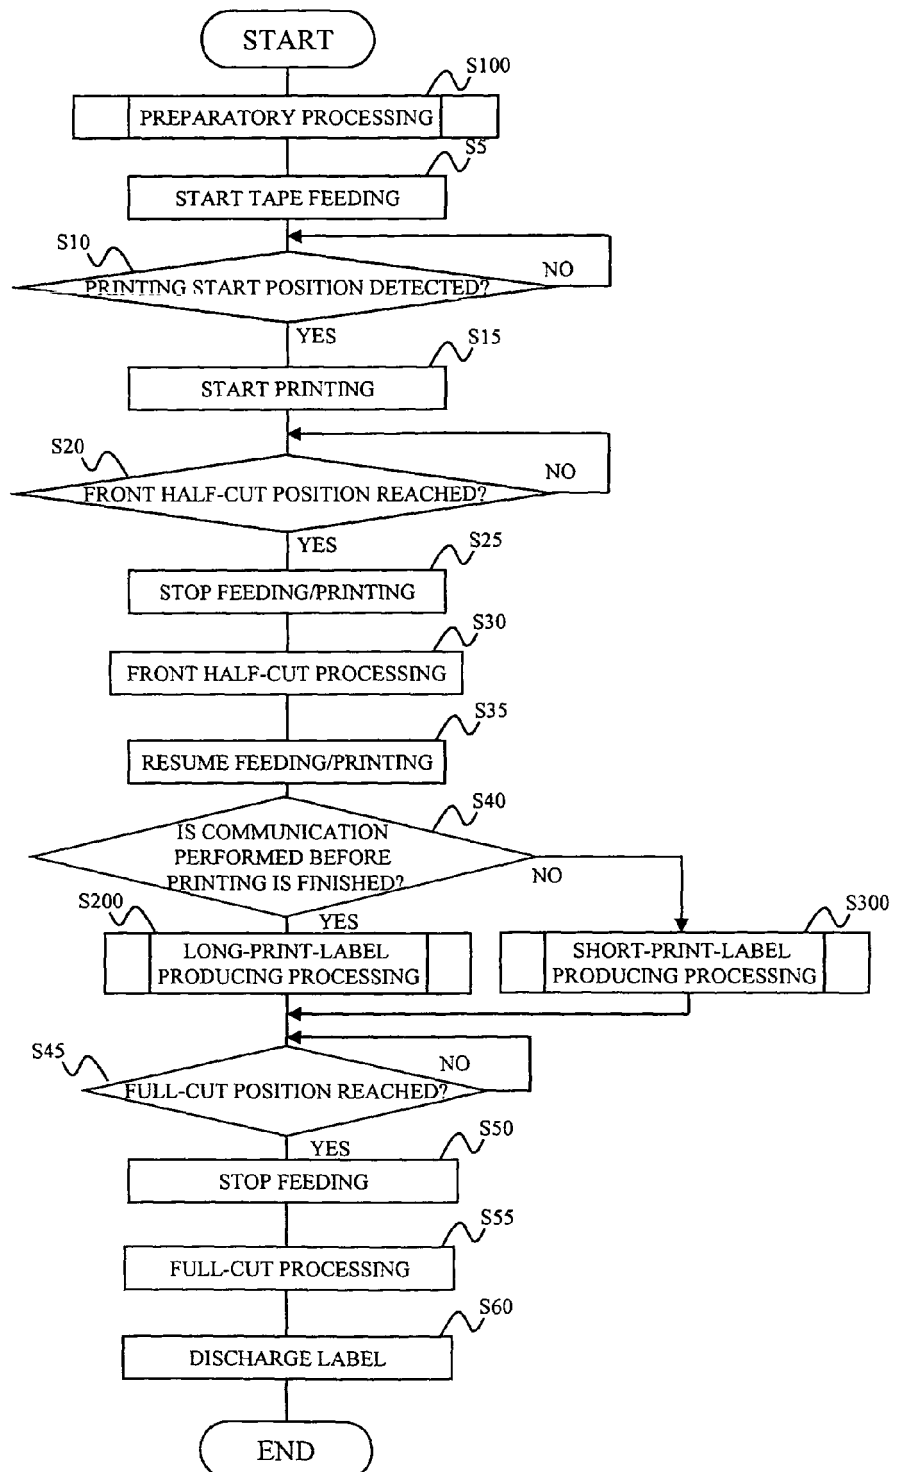 START
S100
PREPARATORY PROCESSING
S5
START TAPE FEEDING
S10
NO
PRINTING START POSITION DETECTED?
YES
S15
START PRINTING
S20
NO
FRONT HALF-CUT POSITION REACHED?
YES
S25
STOP FEEDING/PRINTING
S30
FRONT HALF-CUT PROCESSING
S35
RESUME FEEDING/PRINTING
S40
IS COMMUNICATION
PERFORMED BEFORE
PRINTING IS FINISHED?
NO
S200
YES
S300
LONG-PRINT-LABEL
PRODUCING PROCESSING
SHORT-PRINT-LABEL
PRODUCING PROCESSING
S45
NO
FULL-CUT POSITION REACHED?
YES
S50
STOP FEEDING
S55
FULL-CUT PROCESSING
S60
DISCHARGE LABEL
END